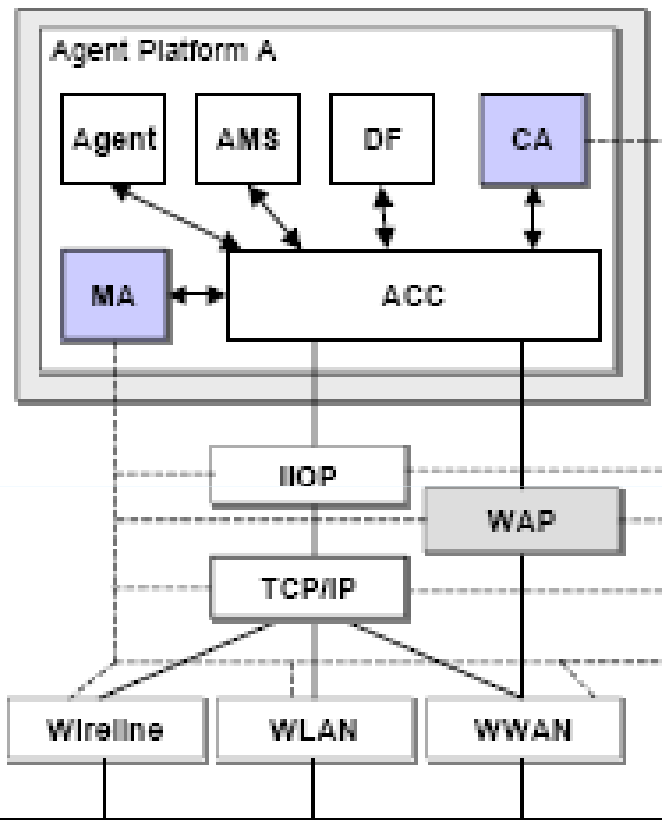 Agent Platform A
Agent
AMS
DF
CA
MA
ACC
IIOP
WAP
TCP/IP
Wireline
WLAN
WWAN